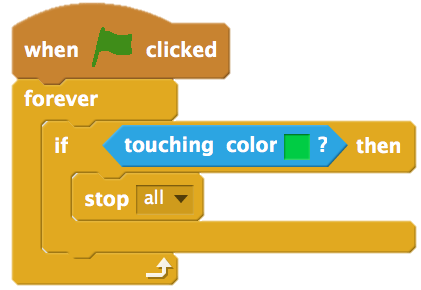 when clicked
forever
if touching color ? then
stop all